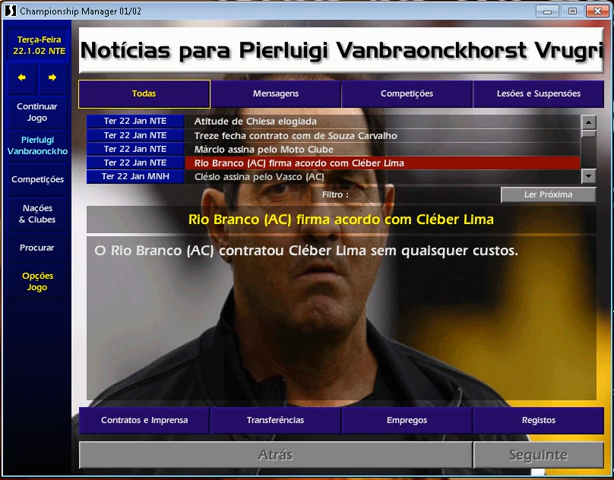 Championship Manager 01/02
Terça-Feira
22.1.02 NTE
Continuar
Jogo
Pierluigi
Vanbraonckho
Competições
Nações
& Clubes
Procurar
Opções
Jogo
Notícias para Pierluigi Vanbraonckhorst Vrugri
Todas
Mensagens
Competições
Lesões e Suspensões
Ter 22 Jan NTE Atitude de Chiesa elogiada
Ter 22 Jan NTE Treze fecha contrato com de Souza Carvalho
Ter 22 Jan NTE Márcio assina pelo Moto Clube
Ter 22 Jan NTE Rio Branco (AC) firma acordo com Cléber Lima
Ter 22 Jan MNH Clésio assina pelo Vasco (AC)
Filtro :
Ler Próxima
Rio Branco (AC) firma acordo com Cléber Lima
O Rio Branco (AC) contratou Cléber Lima sem quaisquer custos.
Contratos e Imprensa
Transferências
Empregos
Registos
Atrás
Seguinte